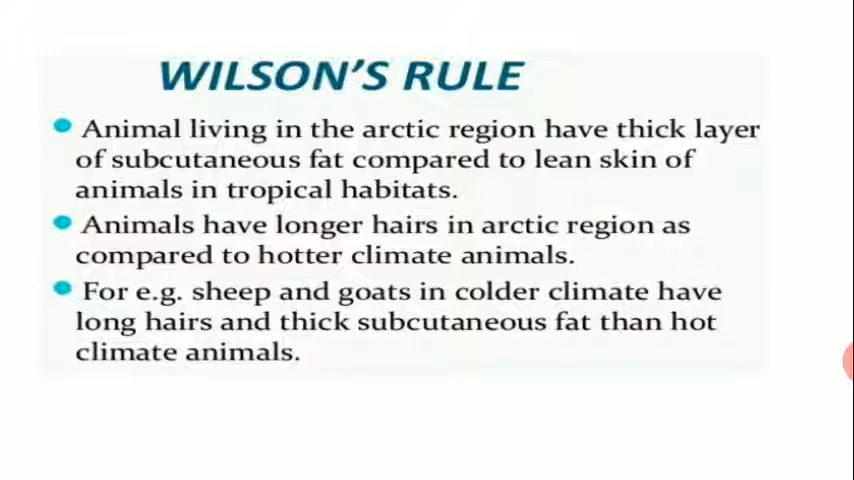 WILSON'S RULE
Animal living in the arctic region have thick layer
of subcutaneous fat compared to lean skin of
animals in tropical habitats.
Animals have longer hairs in arctic region as
compared to hotter climate animals.
For e.g. sheep and goats in colder climate have
long hairs and thick subcutaneous fat than hot
climate animals.